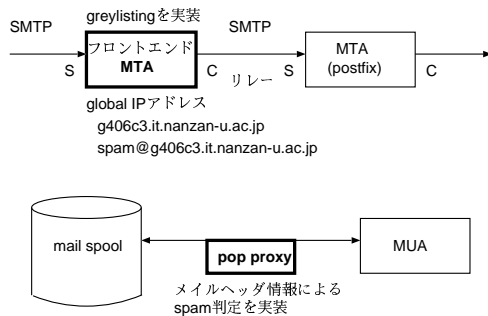 greylistingを実装
SMTP
SMTP
フロントエンド
MTA
MTA
(postfix)
S
C
リレー
S
C
global IPアドレス
g406c3.it.nanzan-u.ac.jp
spam@g406c3.it.nanzan-u.ac.jp
mail spool
pop proxy
MUA
メイルヘッダ情報による
spam判定を実装